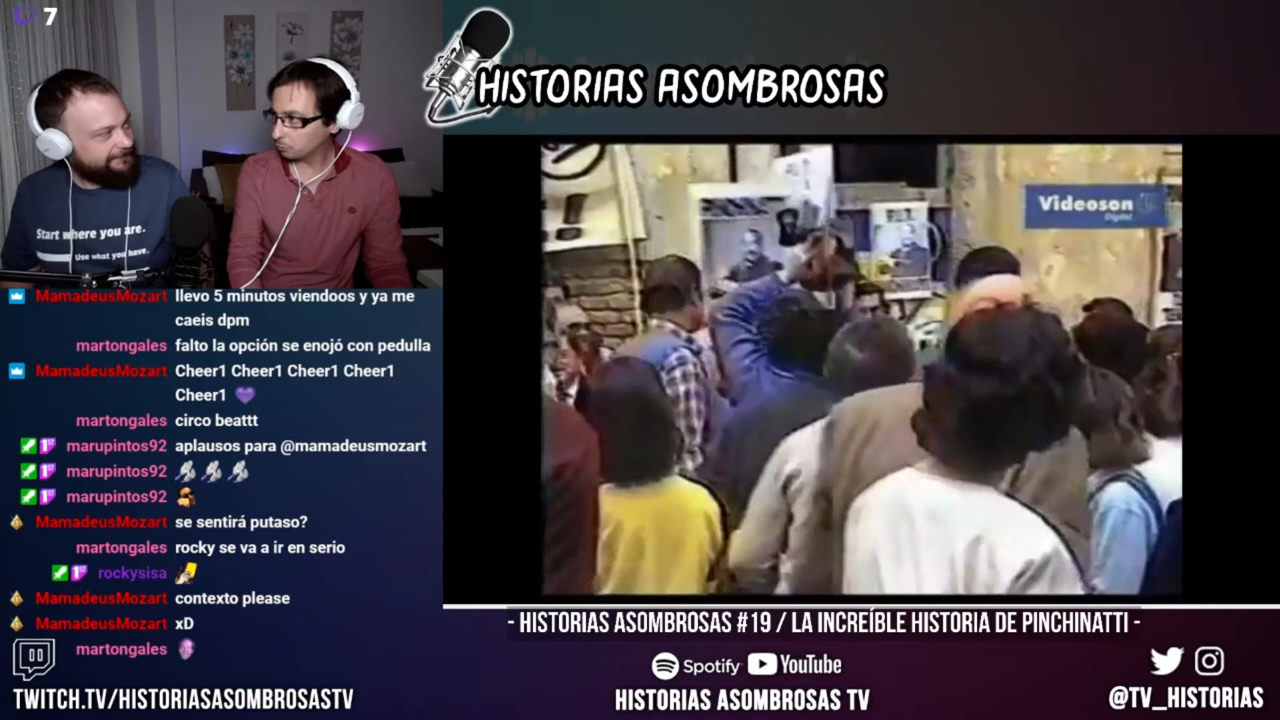 7
HISTORIAS ASOMBROSAS
Start where you are.
Use what you have.
Videoson
Digital
MamadeusMozart llevo 5 minutos viendoos y ya me
caeis dpm
martongales falto la opción se enojó con pedulla
MamadeusMozart Cheer1 Cheer1 Cheer1 Cheer1
Cheer1
martongales circo beattt
marupintos92 aplausos para @mamadeusmozart
marupintos92
marupintos92
MamadeusMozart se sentirá putaso?
martongales rocky se va a ir en serio
rockysisa
MamadeusMozart contexto please
MamadeusMozart xD
martongales
- HISTORIAS ASOMBROSAS #19 / LA INCREÍBLE HISTORIA DE PINCHINATTI -
Spotify YouTube
TWITCH.TV/HISTORIASASOMBROSASTV
HISTORIAS ASOMBROSAS TV
@TV_HISTORIAS